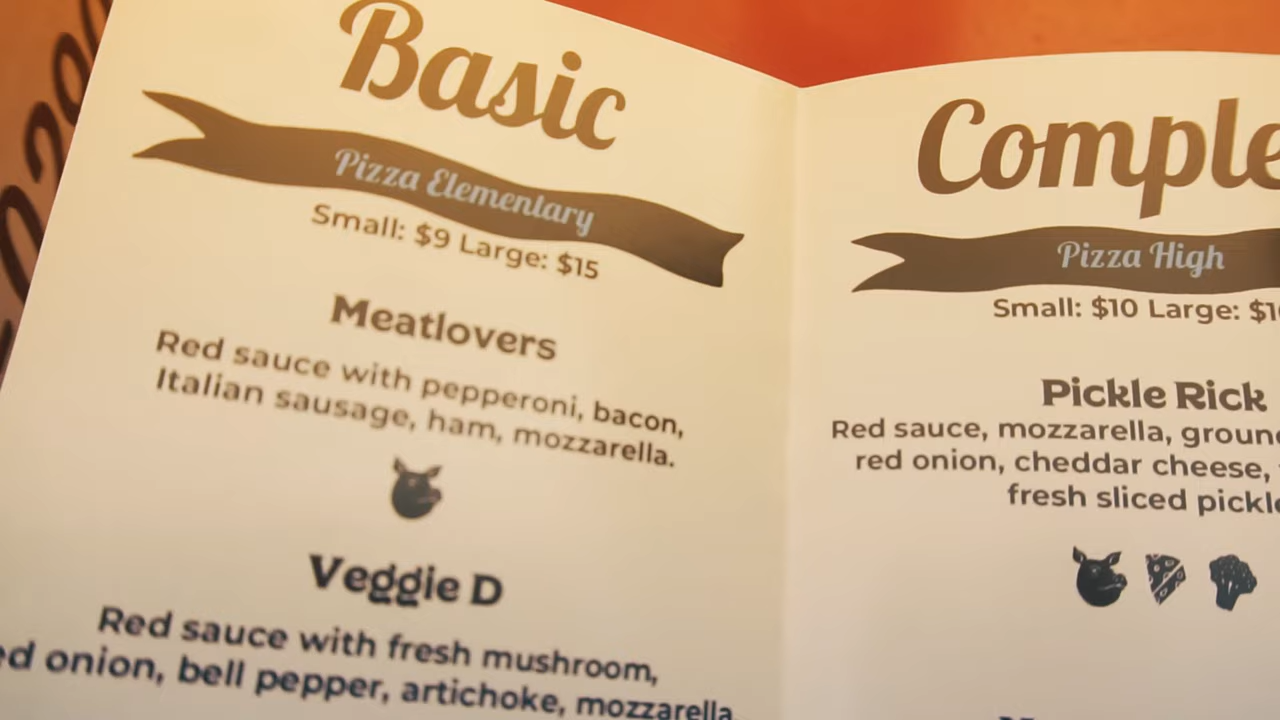 Basic
Pizza Elementary
Small: $9 Large: $15
Meatlovers
Red sauce with pepperoni, bacon,
Italian sausage, ham, mozzarella.
Veggie D
Red sauce with fresh mushroom,
onion, bell pepper, artichoke, mozzarella
Pizza High
Small: $10 Large:
Pickle Rick
Red sauce, mozzarella,
red onion, cheddar cheese,
fresh sliced